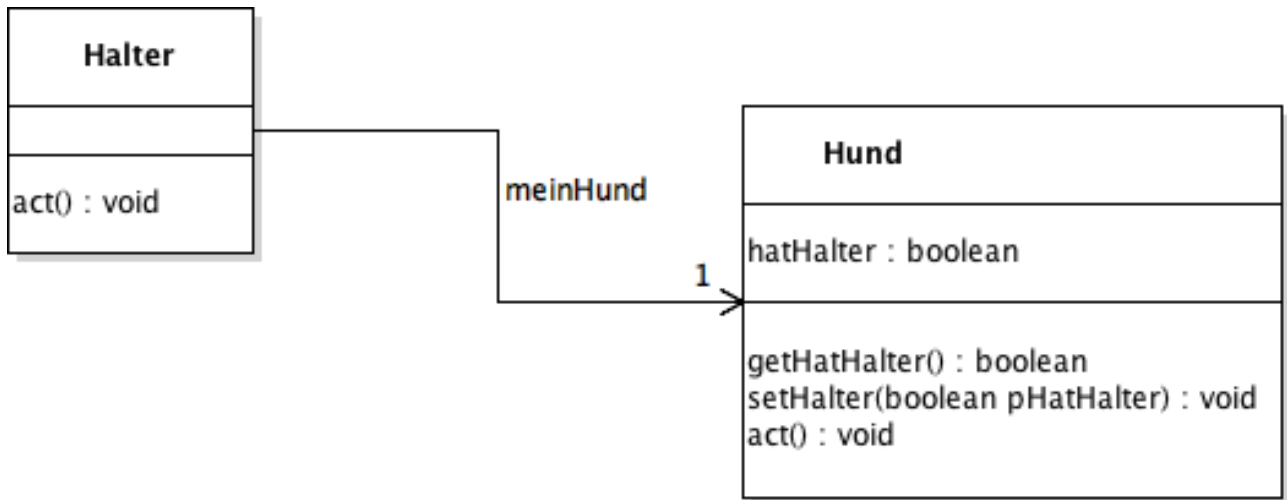 Halter
act() : void
meinHund
1
Hund
hatHalter : boolean
getHatHalter() : boolean
setHalter(boolean pHatHalter) : void
act() : void